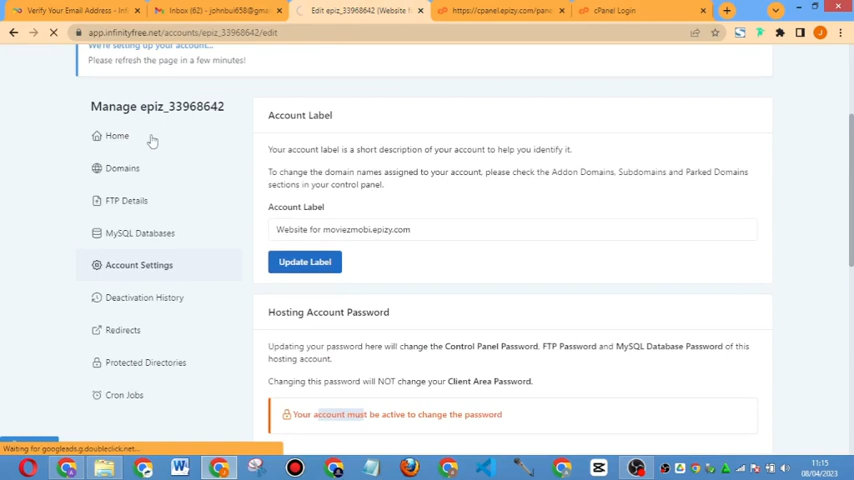 Verify Your Email Address - Inf
Inbox (62) - johnbui658@gma
Edit epiz_33968642 (Website f
https://cpanel.epizy.com/pane
cPanel Login
app.infinityfree.net/accounts/epiz_33968642/edit
We're setting up your account...
Please refresh the page in a few minutes!
Manage epiz_33968642
Home
Domains
FTP Details
MySQL Databases
Account Settings
Deactivation History
Redirects
Protected Directories
Cron Jobs
Account Label
Your account label is a short description of your account to help you identify it.
To change the domain names assigned to your account, please check the Addon Domains, Subdomains and Parked Domains
sections in your control panel.
Account Label
Website for moviezmobi.epizy.com
Update Label
Hosting Account Password
Updating your password here will change the Control Panel Password, FTP Password and MySQL Database Password of this
hosting account.
Changing this password will NOT change your Client Area Password.
Your account must be active to change the password
Waiting for googleads.g.doubleclick.net...
11:15
08/04/2023